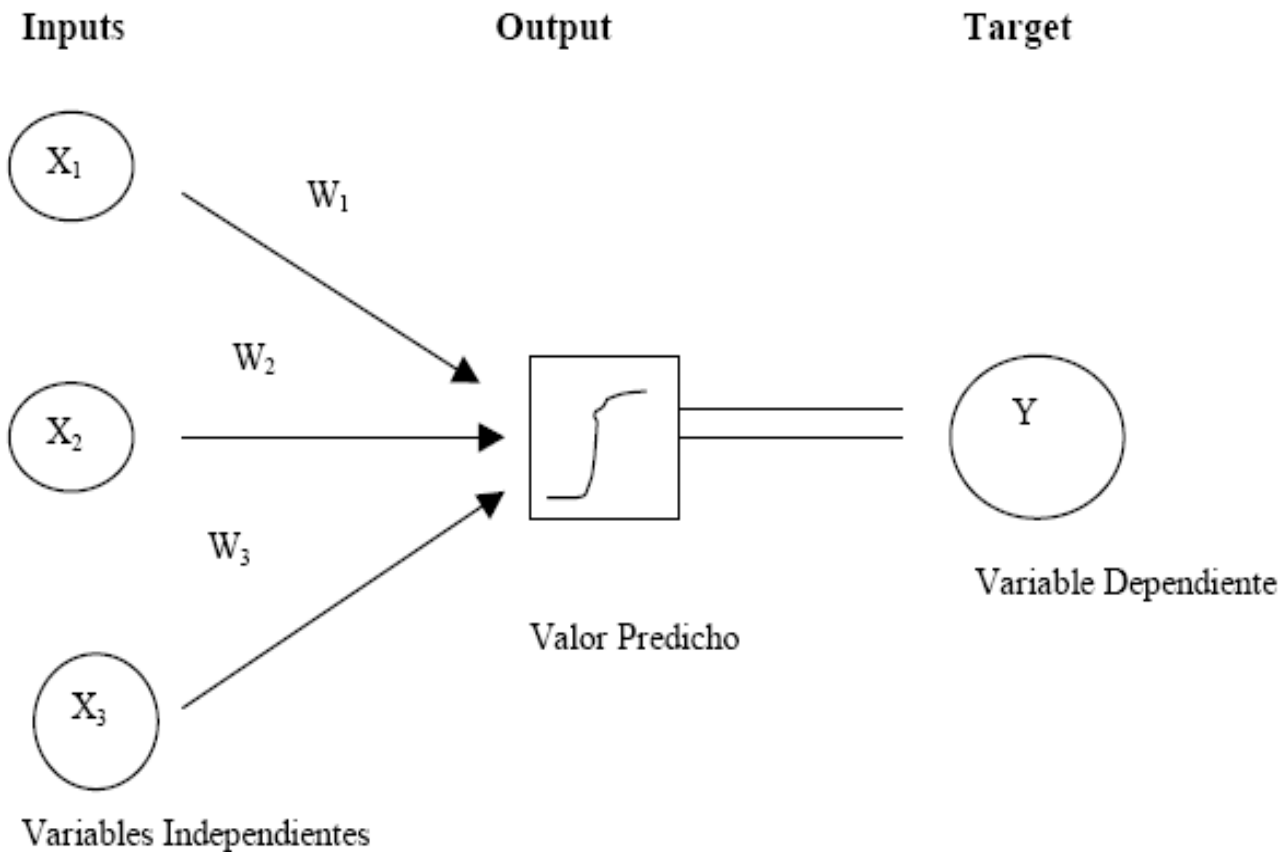 Inputs Output Target
X₁
W₁
W₂
X₂
Y
W₃
Variable Dependiente
Valor Predicho
X₃
Variables Independientes